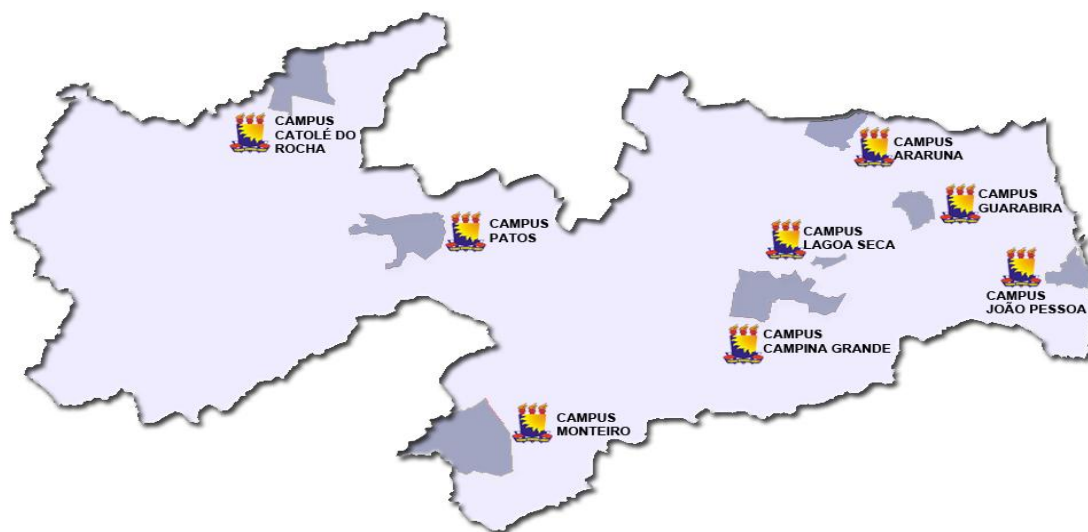 CAMPUS
CATOLÉ DO
ROCHA
CAMPUS
ARARUNA
CAMPUS
GUARABIRA
CAMPUS
PATOS
CAMPUS
LAGOA SECA
CAMPUS
JOÃO PESSOA
CAMPUS
CAMPINA GRANDE
CAMPUS
MONTEIRO